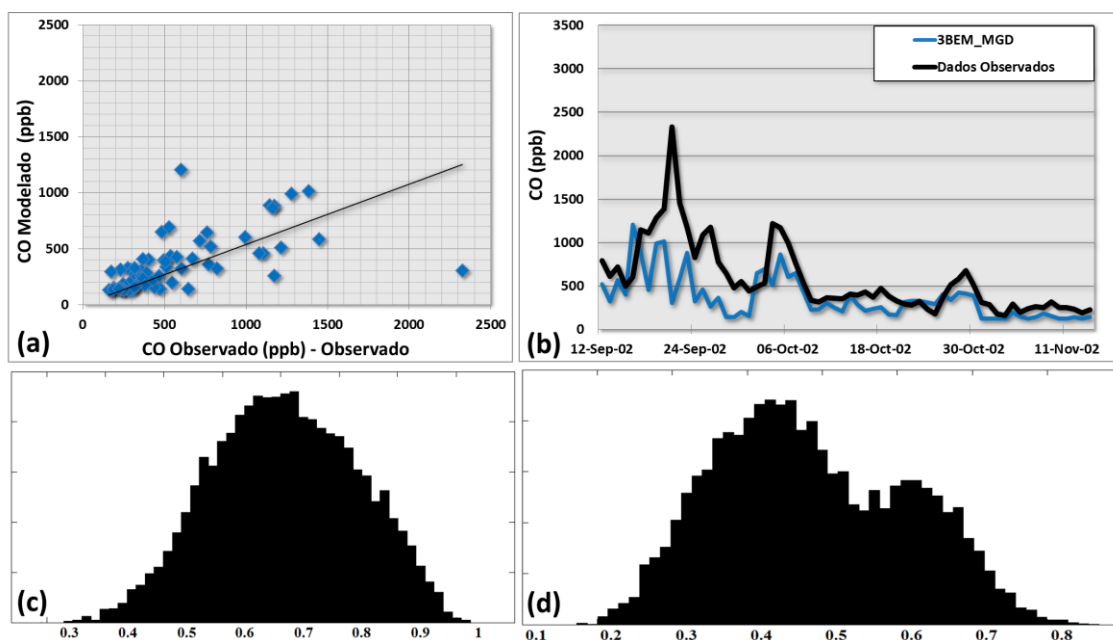 2500
2000
1500
1000
500
0
CO Modelado (ppb)
0 500 1000 1500 2000 2500
CO Observado (ppb) - Observado
(a)
3500
3000
2500
2000
1500
1000
500
0
CO (ppb)
3BEM_MGD
Dados Observados
12-Sep-02 24-Sep-02 06-Oct-02 18-Oct-02 30-Oct-02 11-Nov-02
(b)
(c)
0.3 0.4 0.5 0.6 0.7 0.8 0.9 1
(d)
0.1 0.2 0.3 0.4 0.5 0.6 0.7 0.8